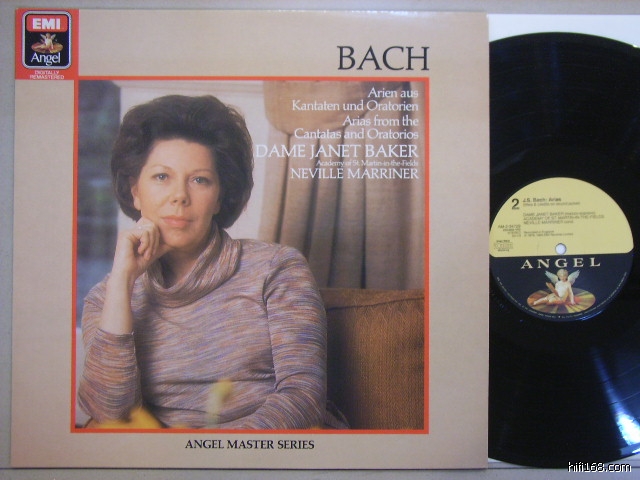 EMI
Angel
DIGITALLY
REMASTERED
BACH
Arien aus
Kantaten und Oratorien
Arias from the
Cantatas and Oratorios
DAME JANET BAKER
Academy of St. Martin-in-the-Fields
NEVILLE MARRINER
ANGEL MASTER SERIES
2
J.S. Bach: Arias
DAME JANET BAKER
ACADEMY OF ST. MARTIN-IN-THE-FIELDS
NEVILLE MARRINER
ANGEL
hifi168.com